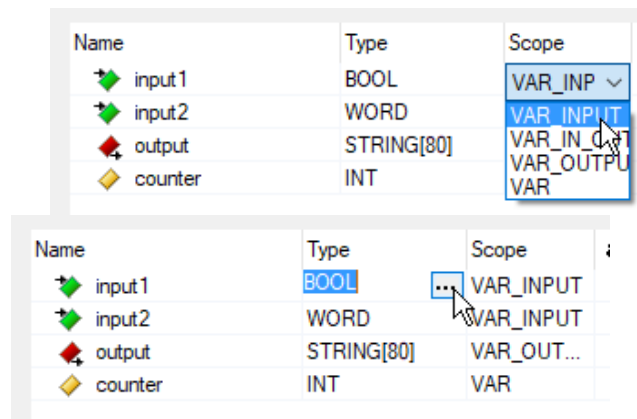 Name Type Scope
input1 BOOL VAR_INP
input2 WORD VAR_INPUT
output STRING[80] VAR_IN_OUT
VAR_OUTPU
counter INT VAR
Name Type Scope
input1 BOOL ... VAR_INPUT
input2 WORD VAR_INPUT
output STRING[80] VAR_OUT...
counter INT VAR